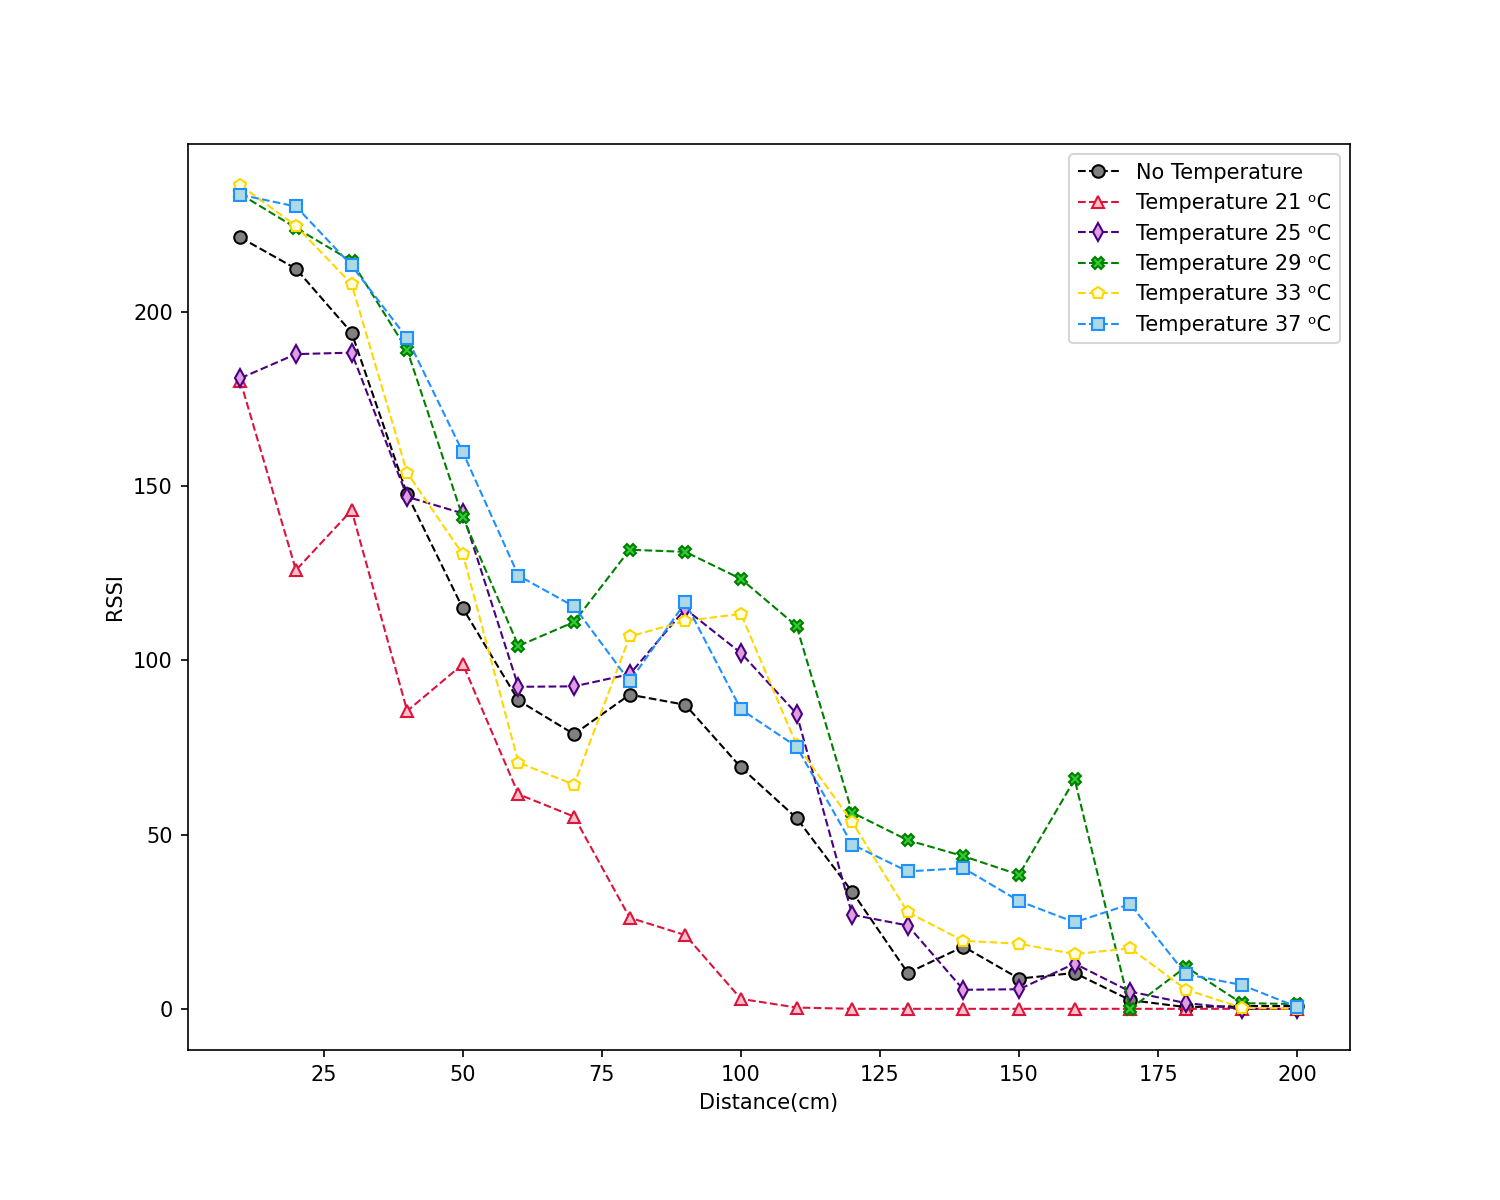 No Temperature
Temperature 21 ºC
Temperature 25 ºC
Temperature 29 ºC
Temperature 33 ºC
Temperature 37 ºC
200
150
100
50
0
RSSI
25 50 75 100 125 150 175 200
Distance(cm)